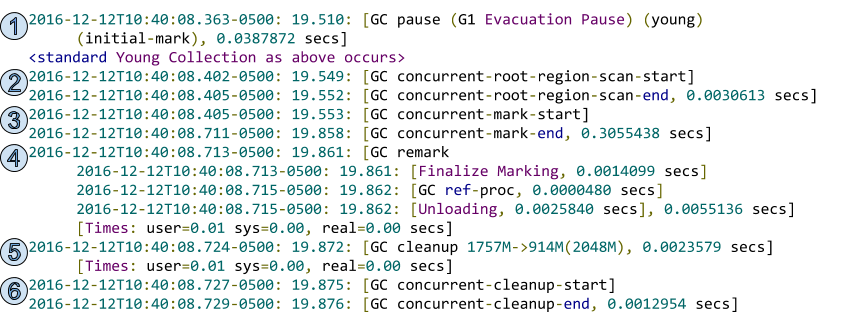 1 2016-12-12T10:40:08.363-0500: 19.510: [GC pause (G1 Evacuation Pause) (young)
(initial-mark), 0.0387872 secs]
<standard Young Collection as above occurs>
2 2016-12-12T10:40:08.402-0500: 19.549: [GC concurrent-root-region-scan-start]
2016-12-12T10:40:08.405-0500: 19.552: [GC concurrent-root-region-scan-end, 0.0030613 secs]
3 2016-12-12T10:40:08.405-0500: 19.553: [GC concurrent-mark-start]
2016-12-12T10:40:08.711-0500: 19.858: [GC concurrent-mark-end, 0.3055438 secs]
4 2016-12-12T10:40:08.713-0500: 19.861: [GC remark
2016-12-12T10:40:08.713-0500: 19.861: [Finalize Marking, 0.0014099 secs]
2016-12-12T10:40:08.715-0500: 19.862: [GC ref-proc, 0.0000480 secs]
2016-12-12T10:40:08.715-0500: 19.862: [Unloading, 0.0025840 secs], 0.0055136 secs]
[Times: user=0.01 sys=0.00, real=0.00 secs]
5 2016-12-12T10:40:08.724-0500: 19.872: [GC cleanup 1757M->914M(2048M), 0.0023579 secs]
[Times: user=0.01 sys=0.00, real=0.00 secs]
6 2016-12-12T10:40:08.727-0500: 19.875: [GC concurrent-cleanup-start]
2016-12-12T10:40:08.729-0500: 19.876: [GC concurrent-cleanup-end, 0.0012954 secs]